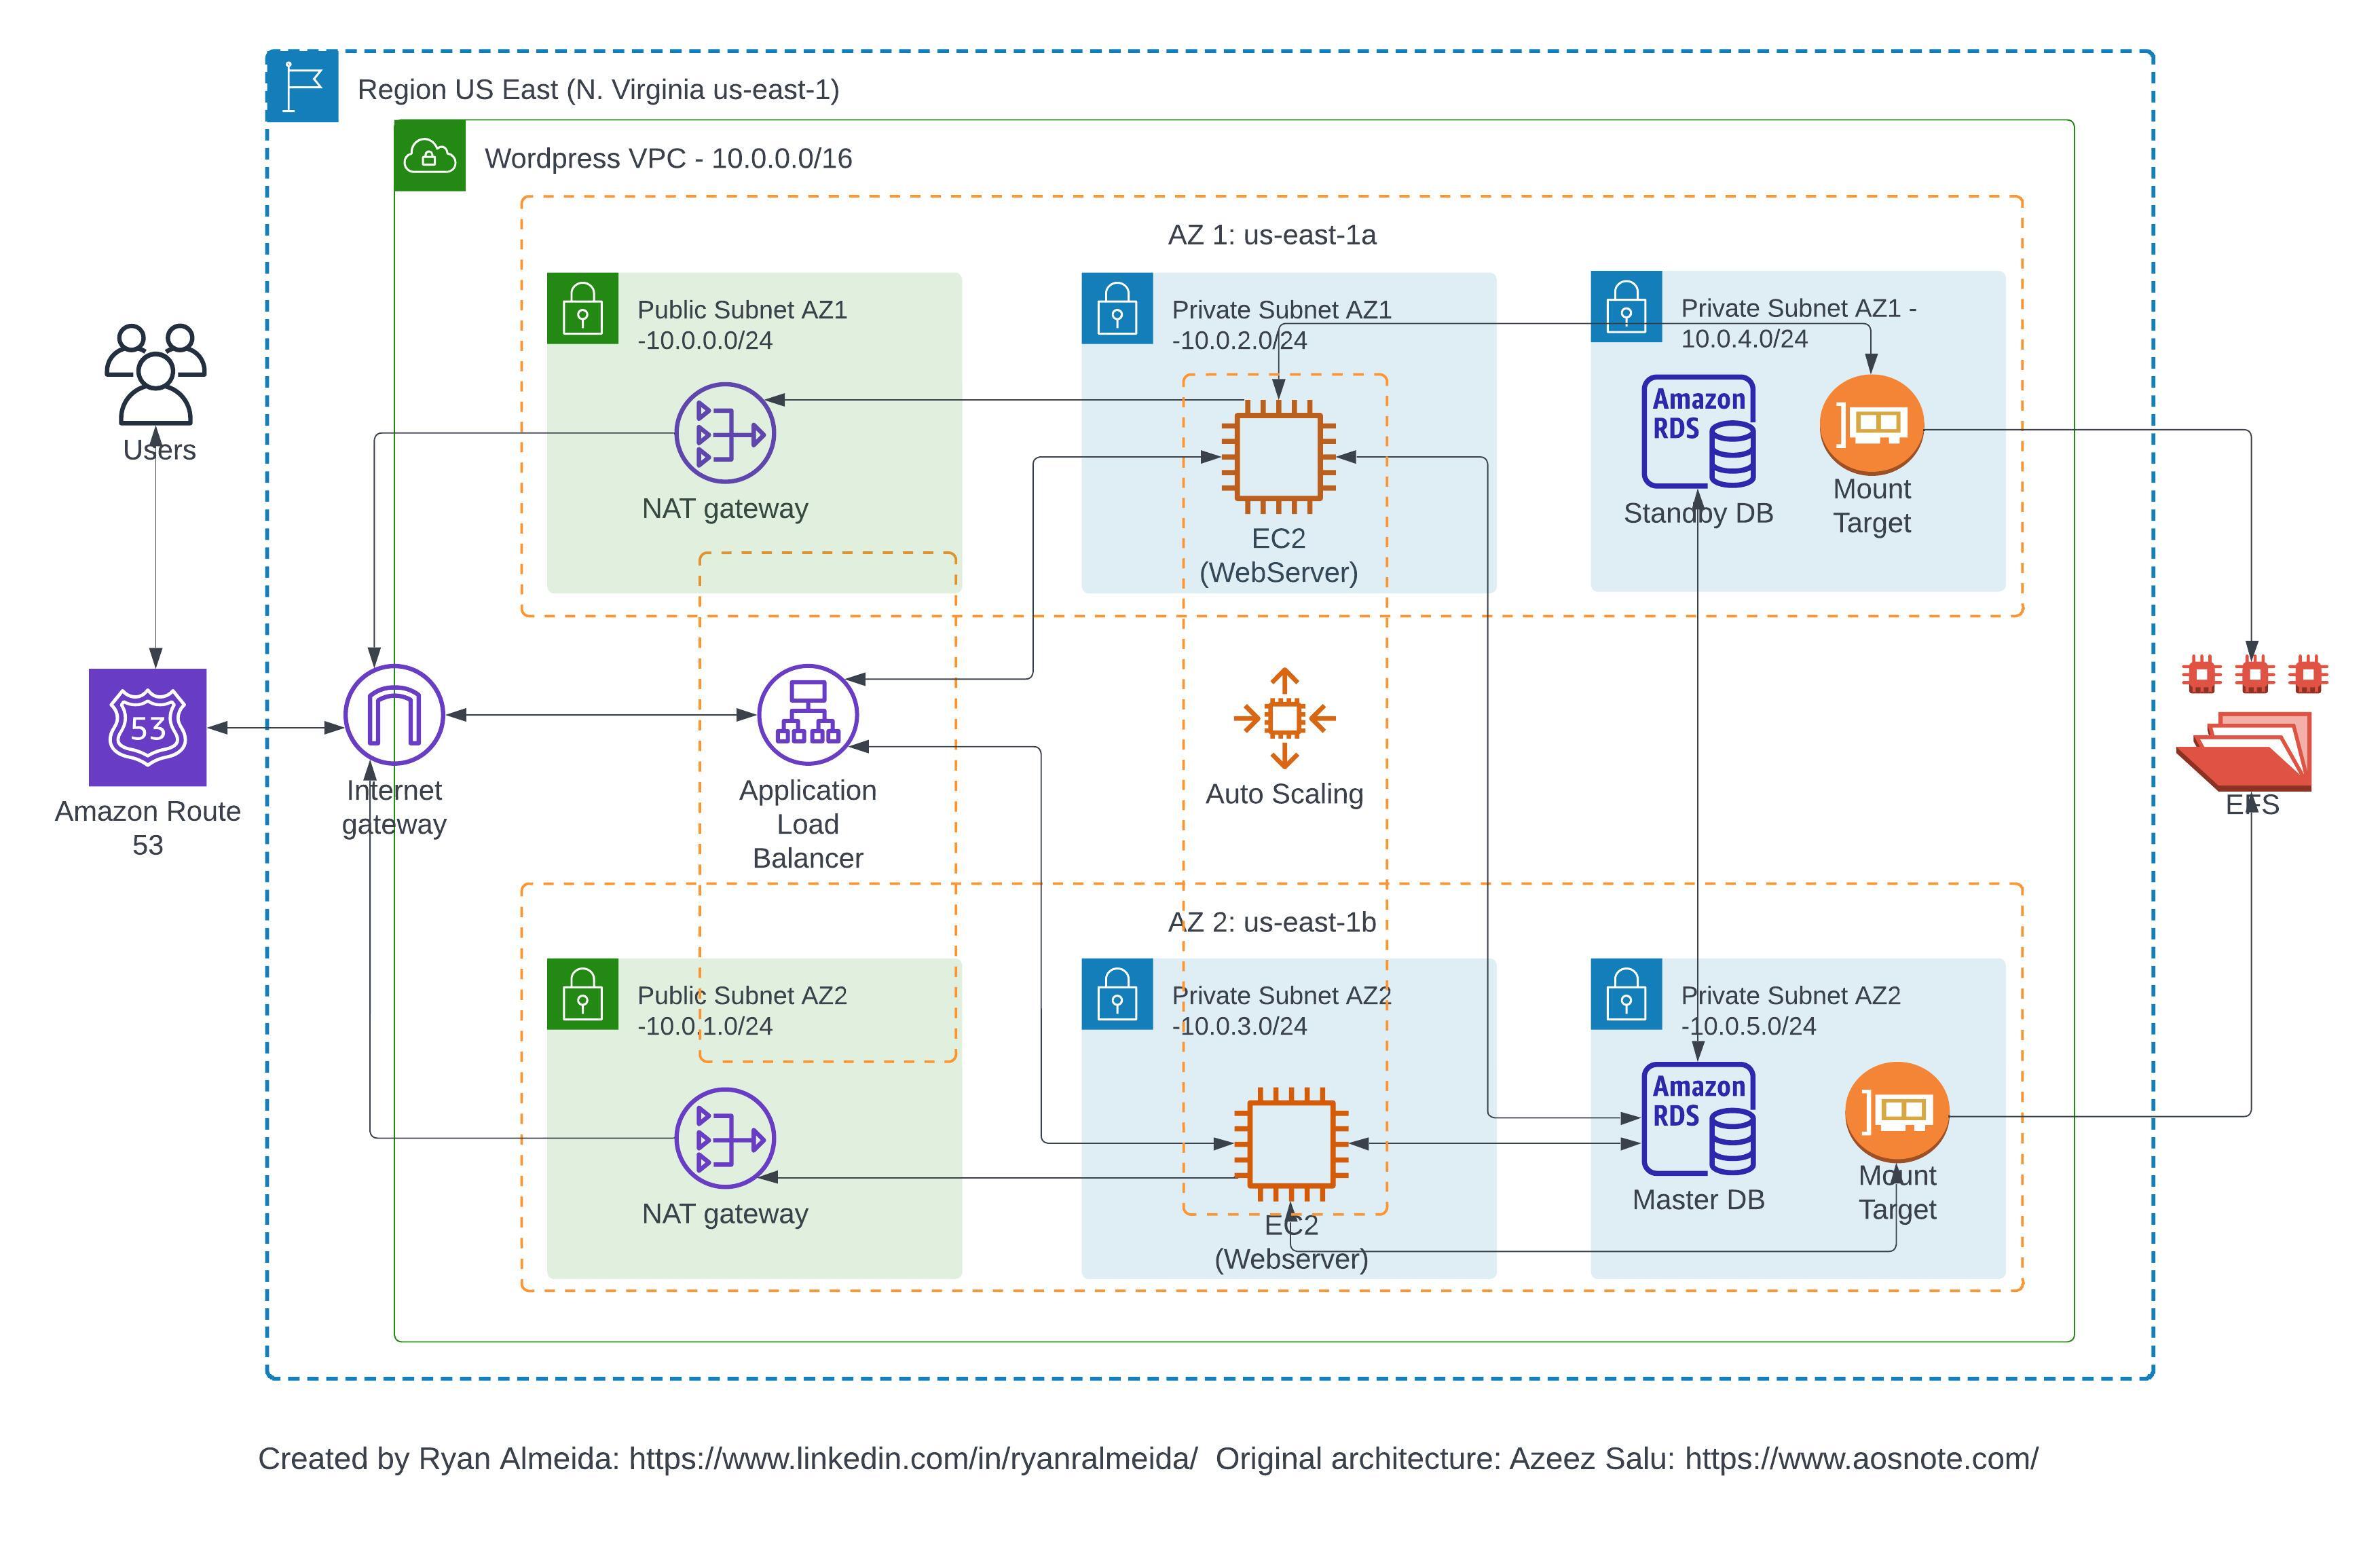 Region US East (N. Virginia us-east-1)
Wordpress VPC - 10.0.0.0/16
AZ 1: us-east-1a
Public Subnet AZ1
-10.0.0.0/24
Private Subnet AZ1
-10.0.2.0/24
Private Subnet AZ1 -
10.0.4.0/24
Users
NAT gateway
EC2
(WebServer)
Amazon
RDS
Standby DB
Mount
Target
53
Amazon Route
53
Internet
gateway
Application
Load
Balancer
Auto Scaling
EFS
AZ 2: us-east-1b
Public Subnet AZ2
-10.0.1.0/24
Private Subnet AZ2
-10.0.3.0/24
Private Subnet AZ2
-10.0.5.0/24
NAT gateway
EC2
(Webserver)
Amazon
RDS
Master DB
Mount
Target
Created by Ryan Almeida: https://www.linkedin.com/in/ryanralmeida/  Original architecture: Azeez Salu: https://www.aosnote.com/